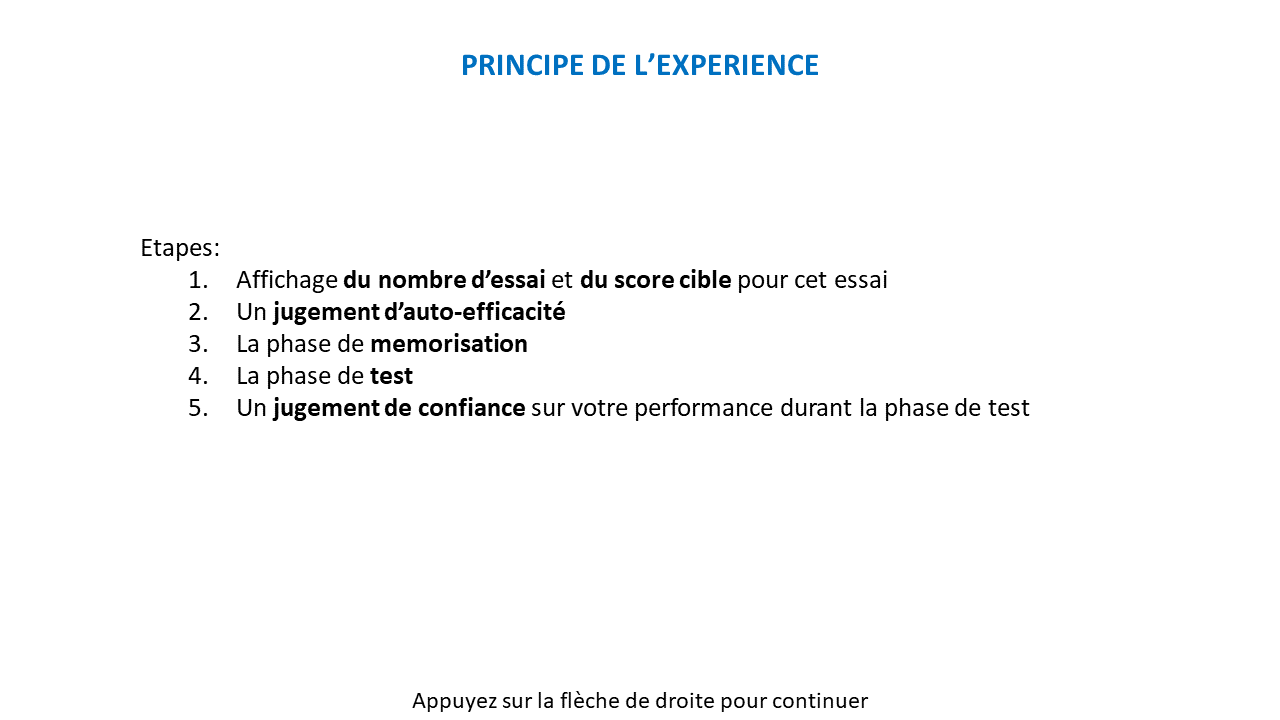 PRINCIPE DE L’EXPERIENCE
Etapes:
1. Affichage du nombre d’essai et du score cible pour cet essai
2. Un jugement d’auto-efficacité
3. La phase de memorisation
4. La phase de test
5. Un jugement de confiance sur votre performance durant la phase de test
Appuyez sur la flèche de droite pour continuer